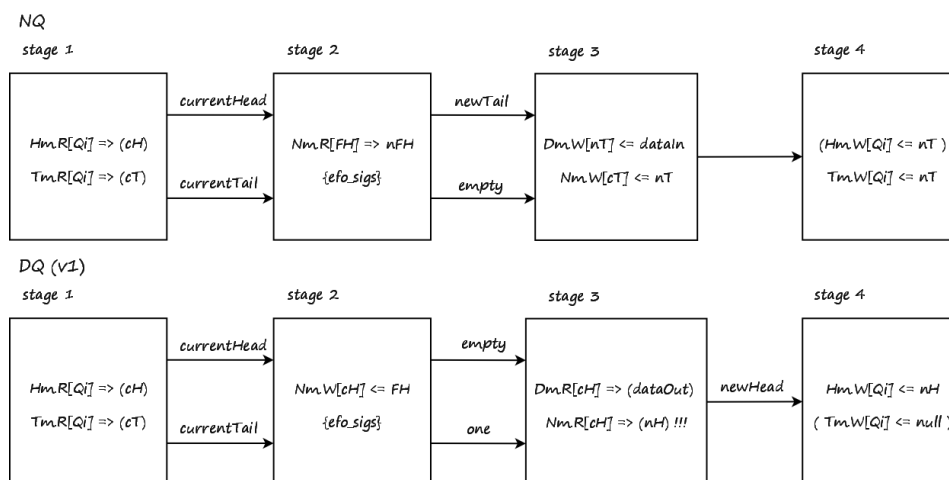 NQ
stage 1
stage 2
stage 3
stage 4
HmR[Qi] => (cH)
TmR[Qi] => (cT)
currentHead
currentTail
NmR[FH] => nFH
{efo_sigs}
newTail
empty
DmW[nT] <= dataIn
NmW[cT] <= nT
(HmW[Qi] <= nT )
TmW[Qi] <= nT
DQ (v1)
stage 1
stage 2
stage 3
stage 4
HmR[Qi] => (cH)
TmR[Qi] => (cT)
currentHead
currentTail
NmW[cH] <= FH
{efo_sigs}
empty
one
DmR[cH] => (dataOut)
NmR[cH] => (nH) !!!
newHead
HmW[Qi] <= nH
( TmW[Qi] <= null )